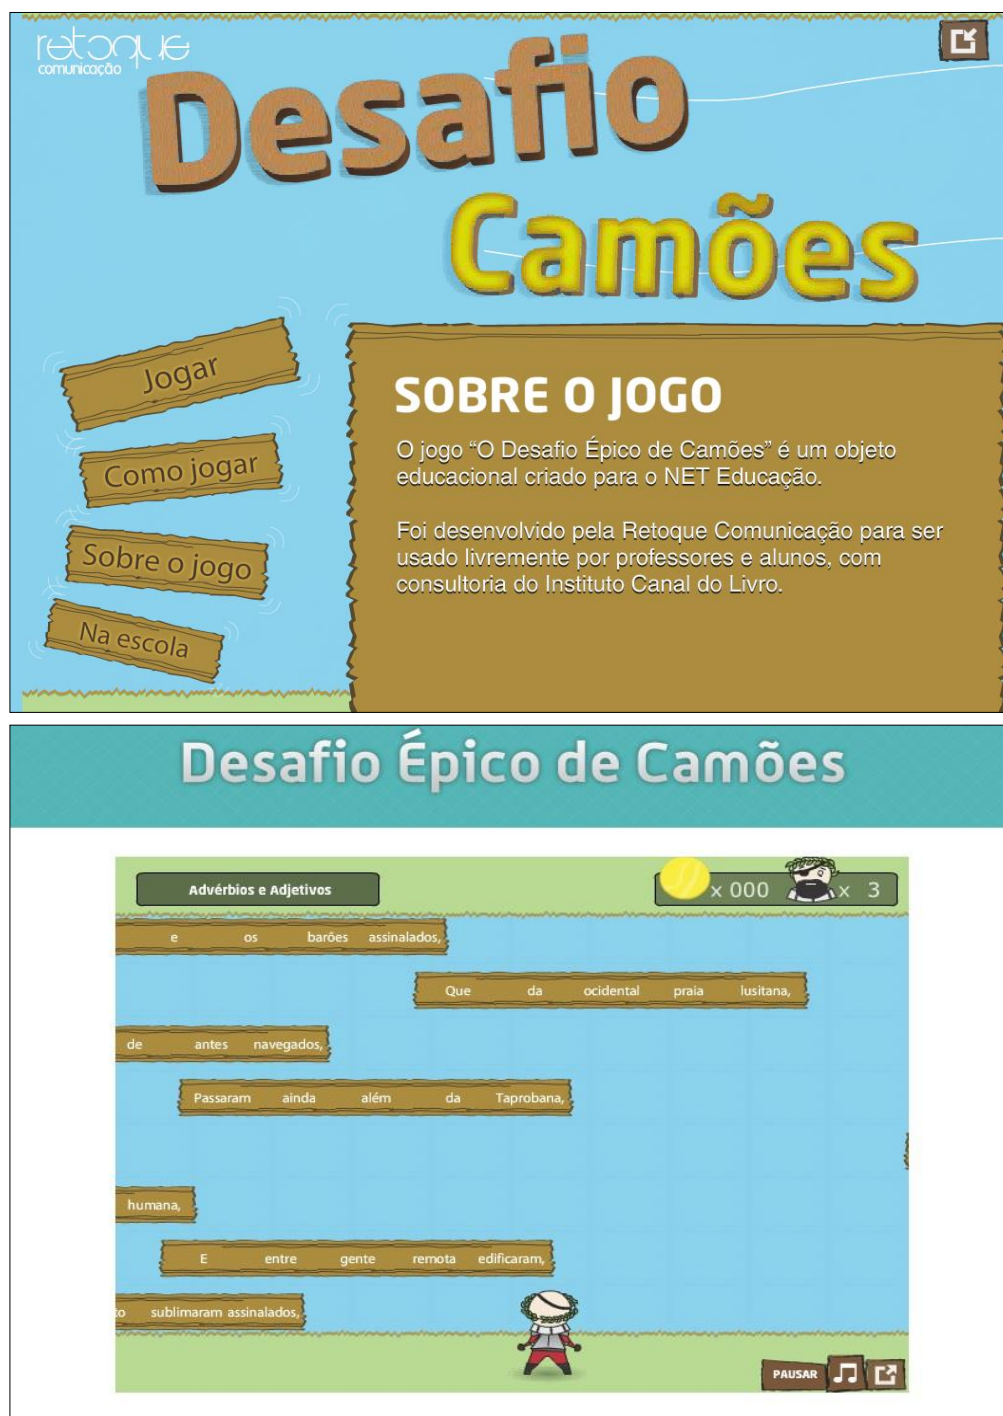 retoque
comunicação
Desafio
Camões
Jogar
Como jogar
Sobre o jogo
Na escola
SOBRE O JOGO
O jogo “O Desafio Épico de Camões” é um objeto
educacional criado para o NET Educação.
Foi desenvolvido pela Retoque Comunicação para ser
usado livremente por professores e alunos, com
consultoria do Instituto Canal do Livro.
Desafio Épico de Camões
Advérbios e Adjetivos
x 000
x 3
e os barões assinalados,
Que da ocidental praia lusitana,
de antes navegados,
Passaram ainda além da Taprobana,
humana,
E entre gente remota edificaram,
to sublimaram assinalados,
PAUSAR